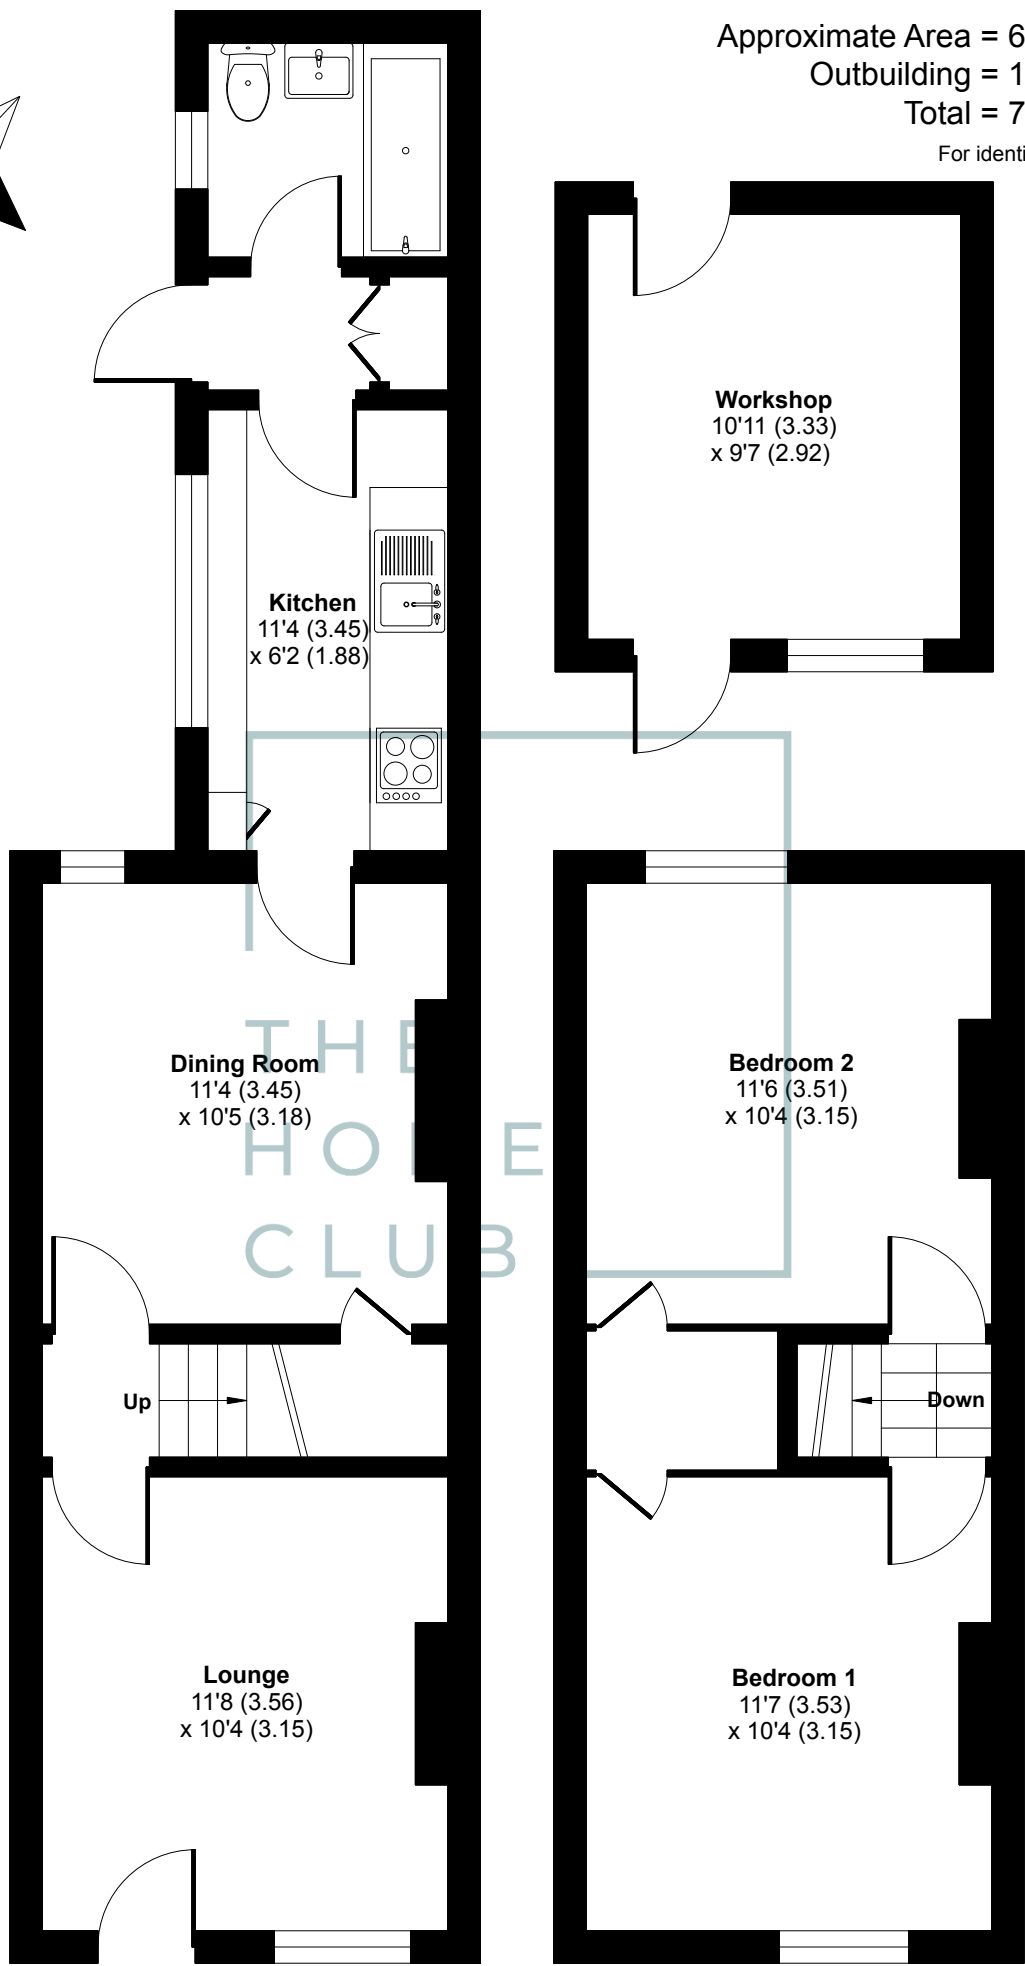 Approximate Area = 6
Outbuilding = 1
Total = 7
For identi
Workshop
10'11 (3.33)
x 9'7 (2.92)
Kitchen
11'4 (3.45)
x 6'2 (1.88)
Dining Room
11'4 (3.45)
x 10'5 (3.18)
Bedroom 2
11'6 (3.51)
x 10'4 (3.15)
THE
HOME
CLUB
Up
Down
Lounge
11'8 (3.56)
x 10'4 (3.15)
Bedroom 1
11'7 (3.53)
x 10'4 (3.15)